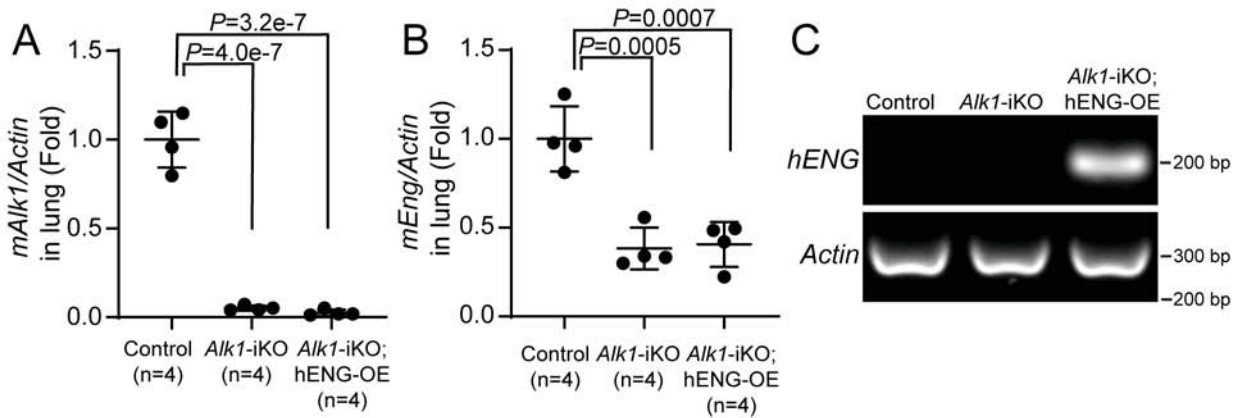 A
mAlk1/Actin
in lung (Fold)
1.5
1.0
0.5
0.0
P=3.2e-7
P=4.0e-7
Control
(n=4)
Alk1-iKO
(n=4)
Alk1-iKO;
hENG-OE
(n=4)
B
mEng/Actin
in lung (Fold)
1.5
1.0
0.5
0.0
P=0.0007
P=0.0005
Control
(n=4)
Alk1-iKO
(n=4)
Alk1-iKO;
hENG-OE
(n=4)
C
Control
Alk1-iKO
Alk1-iKO;
hENG-OE
hENG
200 bp
Actin
300 bp
200 bp